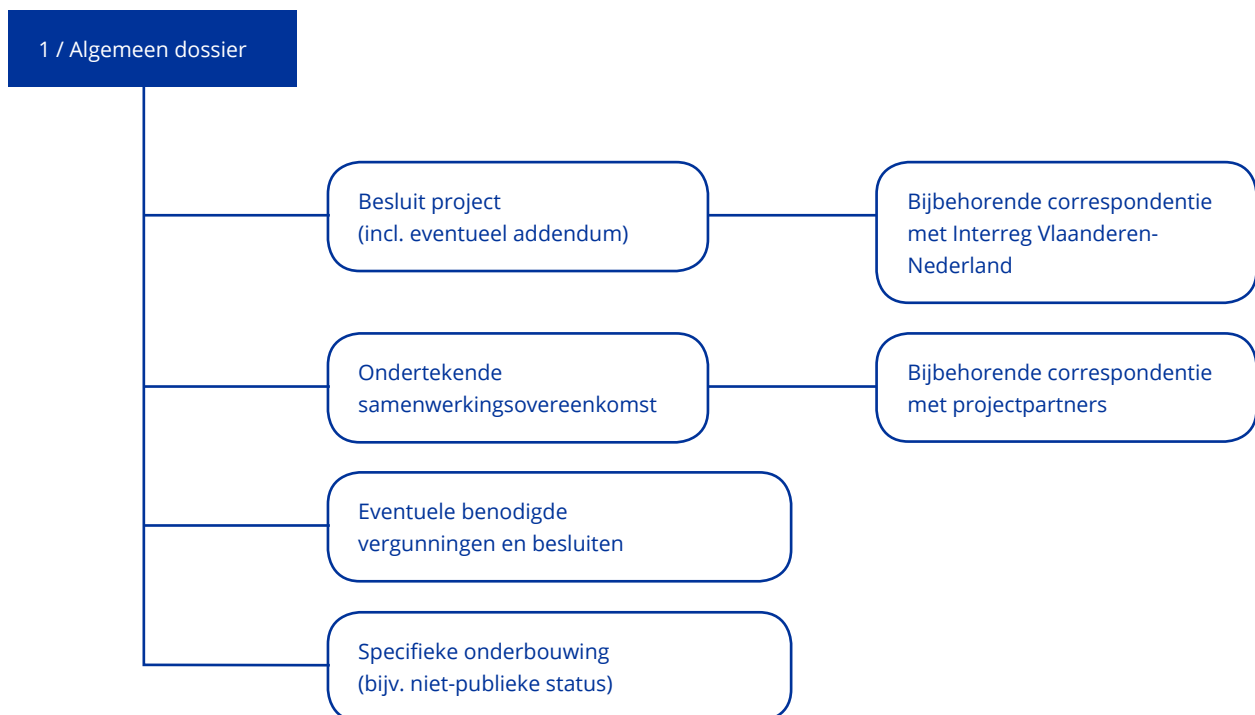 1 / Algemeen dossier
Besluit project
(incl. eventueel addendum)
Bijbehorende correspondentie
met Interreg Vlaanderen-
Nederland
Ondertekende
samenwerkingsovereenkomst
Bijbehorende correspondentie
met projectpartners
Eventuele benodigde
vergunningen en besluiten
Specifieke onderbouwing
(bijv. niet-publieke status)